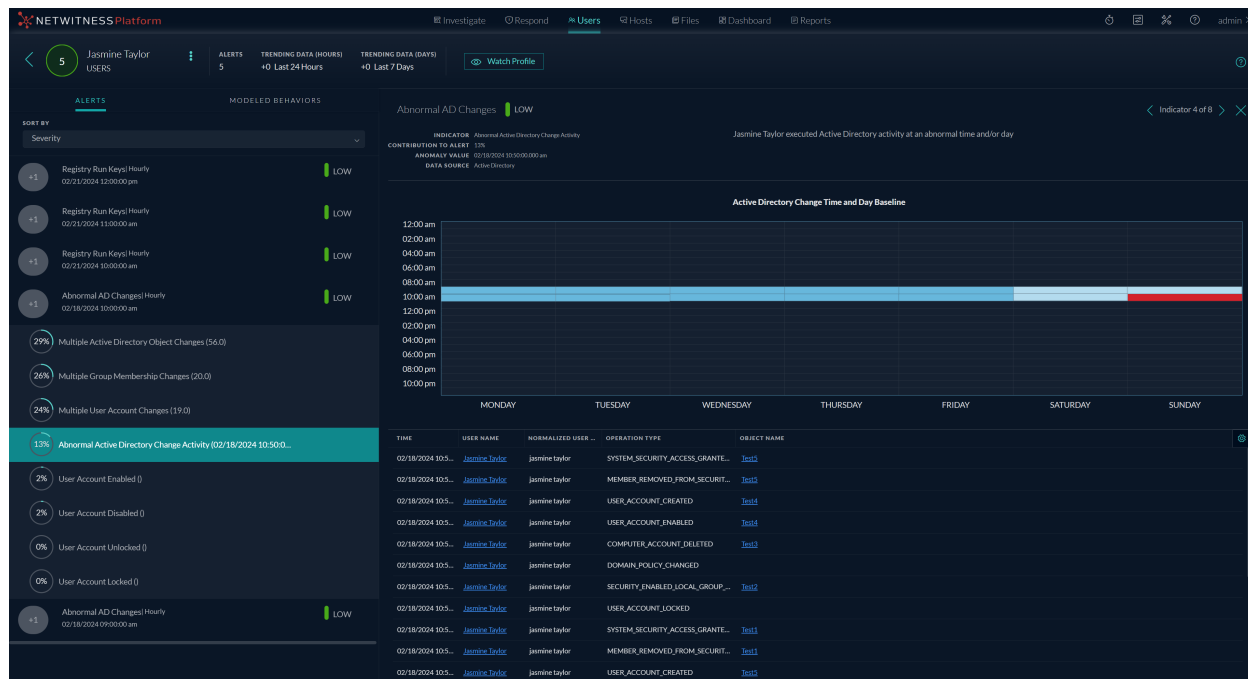 NETWITNESS Platform
Investigate Respond Users Hosts Files Dashboard Reports
admin
5
Jasmine Taylor
USERS
ALERTS
5
TRENDING DATA (HOURS)
+0 Last 24 Hours
TRENDING DATA (DAYS)
+0 Last 7 Days
Watch Profile
ALERTS MODELED BEHAVIORS
SORT BY
Severity
+1 Registry Run Keys| Hourly LOW
02/21/2024 12:00:00 pm
+1 Registry Run Keys| Hourly LOW
02/21/2024 11:00:00 am
+1 Registry Run Keys| Hourly LOW
02/21/2024 10:00:00 am
+1 Abnormal AD Changes| Hourly LOW
02/18/2024 10:00:00 am
29% Multiple Active Directory Object Changes (56.0)
26% Multiple Group Membership Changes (20.0)
24% Multiple User Account Changes (19.0)
13% Abnormal Active Directory Change Activity (02/18/2024 10:50:0...
2% User Account Enabled ()
2% User Account Disabled ()
0% User Account Unlocked ()
0% User Account Locked ()
+1 Abnormal AD Changes| Hourly LOW
02/18/2024 09:00:00 am
Abnormal AD Changes LOW
Indicator 4 of 8
INDICATOR Abnormal Active Directory Change Activity
CONTRIBUTION TO ALERT 13%
ANOMALY VALUE 02/18/2024 10:50:00.000 am
DATA SOURCE Active Directory
Jasmine Taylor executed Active Directory activity at an abnormal time and/or day
Active Directory Change Time and Day Baseline
12:00 am
02:00 am
04:00 am
06:00 am
08:00 am
10:00 am
12:00 pm
02:00 pm
04:00 pm
06:00 pm
08:00 pm
10:00 pm
MONDAY TUESDAY WEDNESDAY THURSDAY FRIDAY SATURDAY SUNDAY
TIME USER NAME NORMALIZED USER ... OPERATION TYPE OBJECT NAME
02/18/2024 10:5... Jasmine Taylor jasmine taylor SYSTEM_SECURITY_ACCESS_GRANTE... Test5
02/18/2024 10:5... Jasmine Taylor jasmine taylor MEMBER_REMOVED_FROM_SECURIT... Test5
02/18/2024 10:5... Jasmine Taylor jasmine taylor USER_ACCOUNT_CREATED Test4
02/18/2024 10:5... Jasmine Taylor jasmine taylor USER_ACCOUNT_ENABLED Test4
02/18/2024 10:5... Jasmine Taylor jasmine taylor COMPUTER_ACCOUNT_DELETED Test3
02/18/2024 10:5... Jasmine Taylor jasmine taylor DOMAIN_POLICY_CHANGED
02/18/2024 10:5... Jasmine Taylor jasmine taylor SECURITY_ENABLED_LOCAL_GROUP_... Test2
02/18/2024 10:5... Jasmine Taylor jasmine taylor USER_ACCOUNT_LOCKED
02/18/2024 10:5... Jasmine Taylor jasmine taylor SYSTEM_SECURITY_ACCESS_GRANTE... Test1
02/18/2024 10:5... Jasmine Taylor jasmine taylor MEMBER_REMOVED_FROM_SECURIT... Test1
02/18/2024 10:5... Jasmine Taylor jasmine taylor USER_ACCOUNT_CREATED Test5